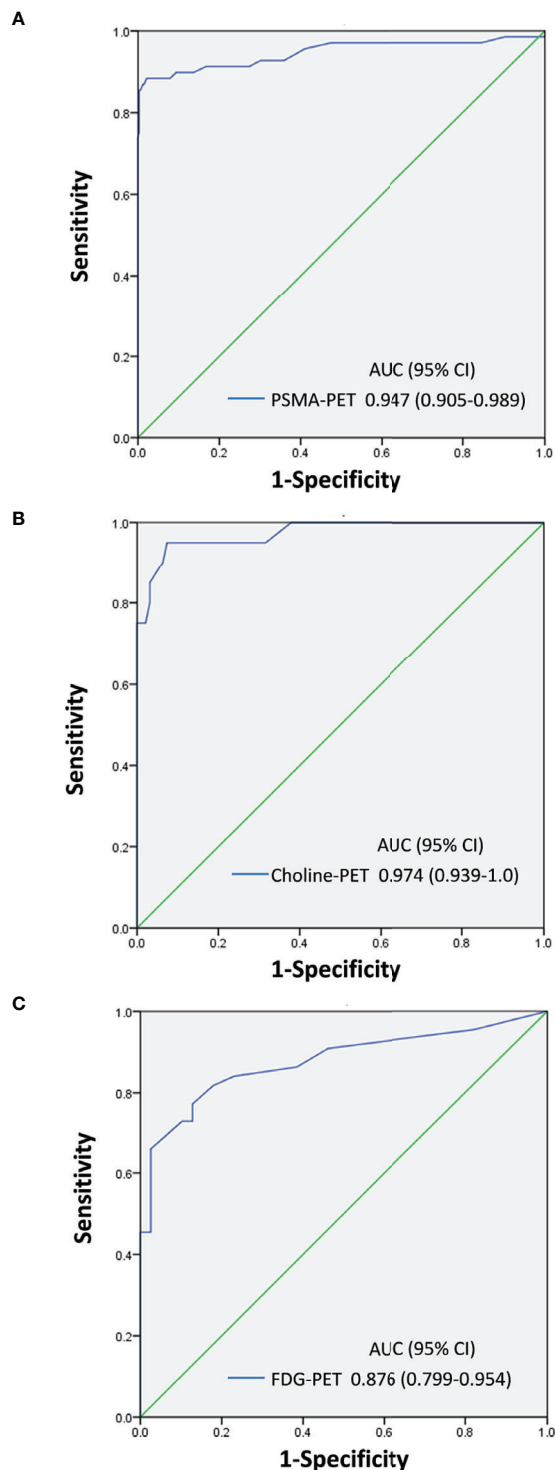 A
1.0
0.8
0.6
0.4
0.2
0.0
Sensitivity
AUC (95% CI)
PSMA-PET 0.947 (0.905-0.989)
0.0 0.2 0.4 0.6 0.8 1.0
1-Specificity
B
1.0
0.8
0.6
0.4
0.2
0.0
Sensitivity
AUC (95% CI)
Choline-PET 0.974 (0.939-1.0)
0.0 0.2 0.4 0.6 0.8 1.0
1-Specificity
C
1.0
0.8
0.6
0.4
0.2
0.0
Sensitivity
AUC (95% CI)
FDG-PET 0.876 (0.799-0.954)
0.0 0.2 0.4 0.6 0.8 1.0
1-Specificity